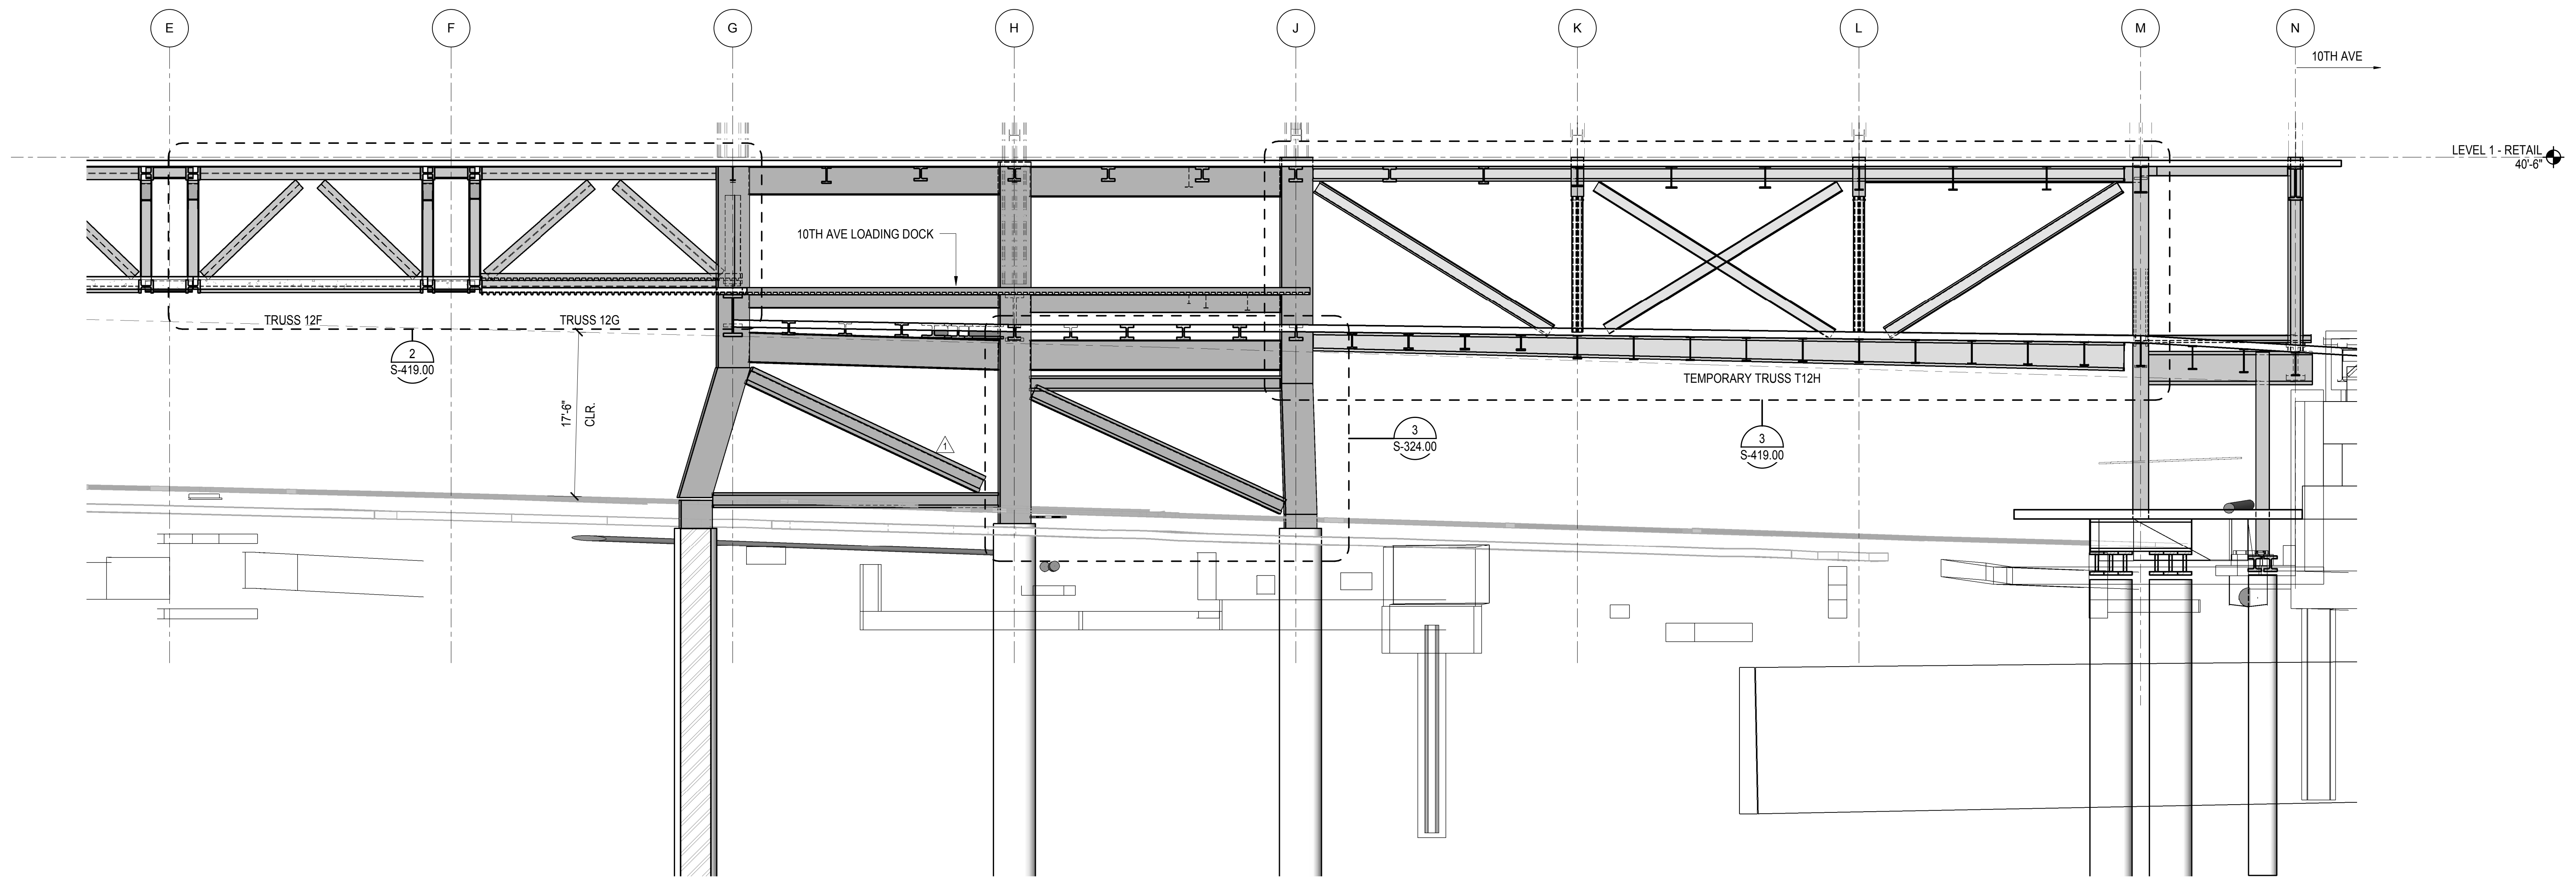 E
F
G
H
J
K
L
M
N
10TH AVE
LEVEL 1 - RETAIL
40'-6"
10TH AVE LOADING DOCK
TRUSS 12F
TRUSS 12G
2
S-419.00
17'-6"
CLR.
1
TEMPORARY TRUSS T12H
3
S-324.00
3
S-419.00